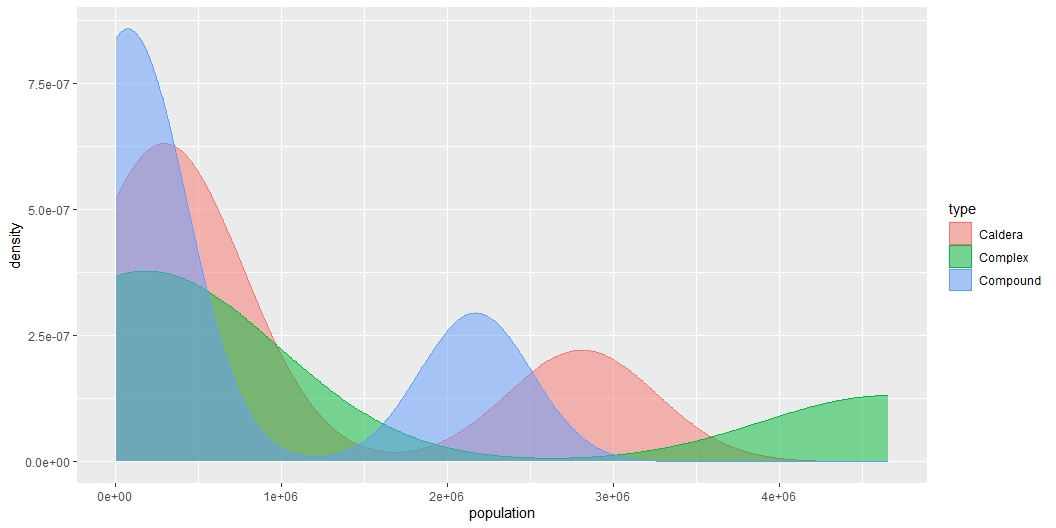 7.5e-07
5.0e-07
2.5e-07
0.0e+00
density
0e+00 1e+06 2e+06 3e+06 4e+06
population
type
Caldera
Complex
Compound